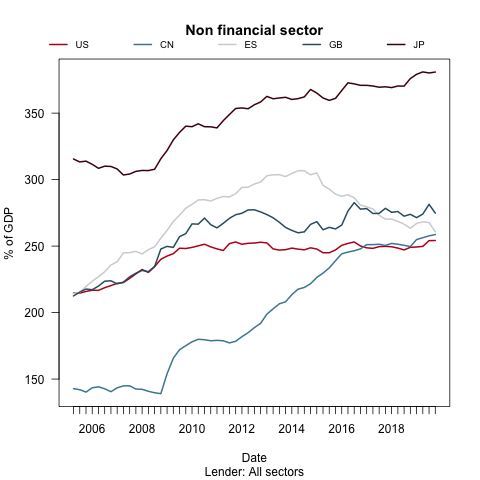 Non financial sector
US CN ES GB JP
% of GDP
350
300
250
200
150
2006 2008 2010 2012 2014 2016 2018
Date
Lender: All sectors